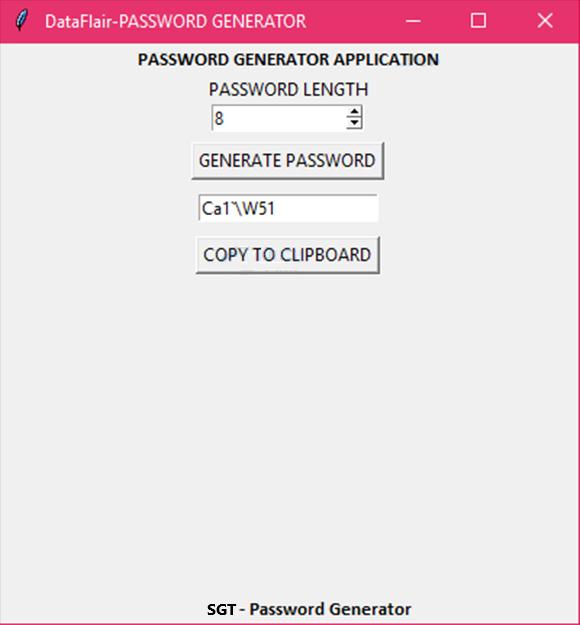 DataFlair-PASSWORD GENERATOR
PASSWORD GENERATOR APPLICATION
PASSWORD LENGTH
8
GENERATE PASSWORD
Ca1`\W51
COPY TO CLIPBOARD
SGT - Password Generator